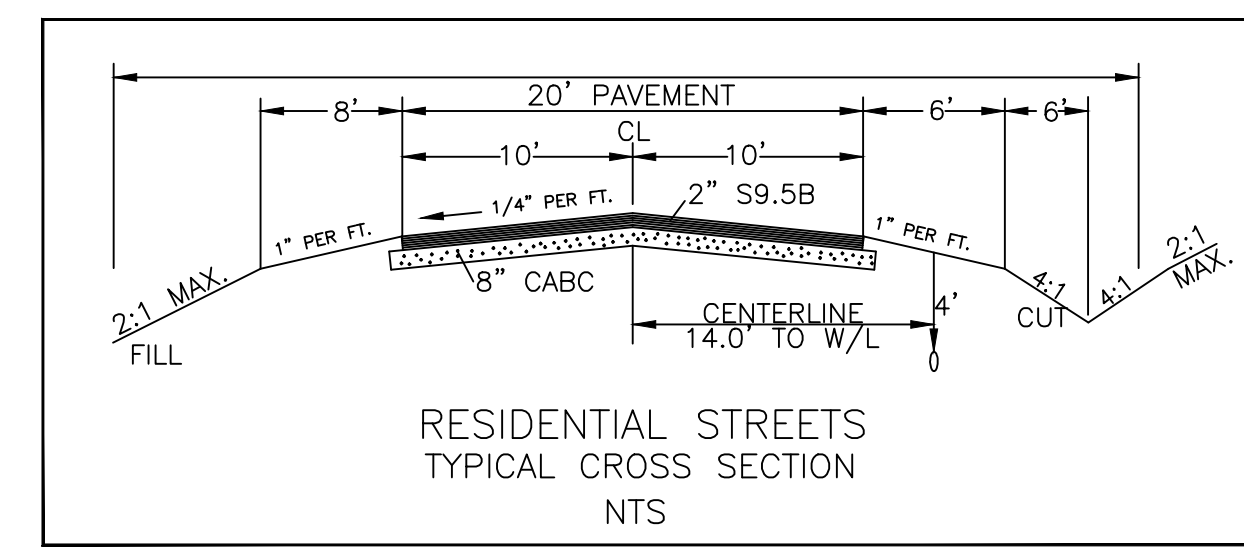 20' PAVEMENT
8'
6'
6'
CL
10'
10'
1/4" PER FT.
2" S9.5B
1" PER FT.
1" PER FT.
2:1 MAX.
FILL
8" CABC
CENTERLINE
14.0' TO W/L
4'
4:1
CUT
4:1
2:1
MAX.
RESIDENTIAL STREETS
TYPICAL CROSS SECTION
NTS